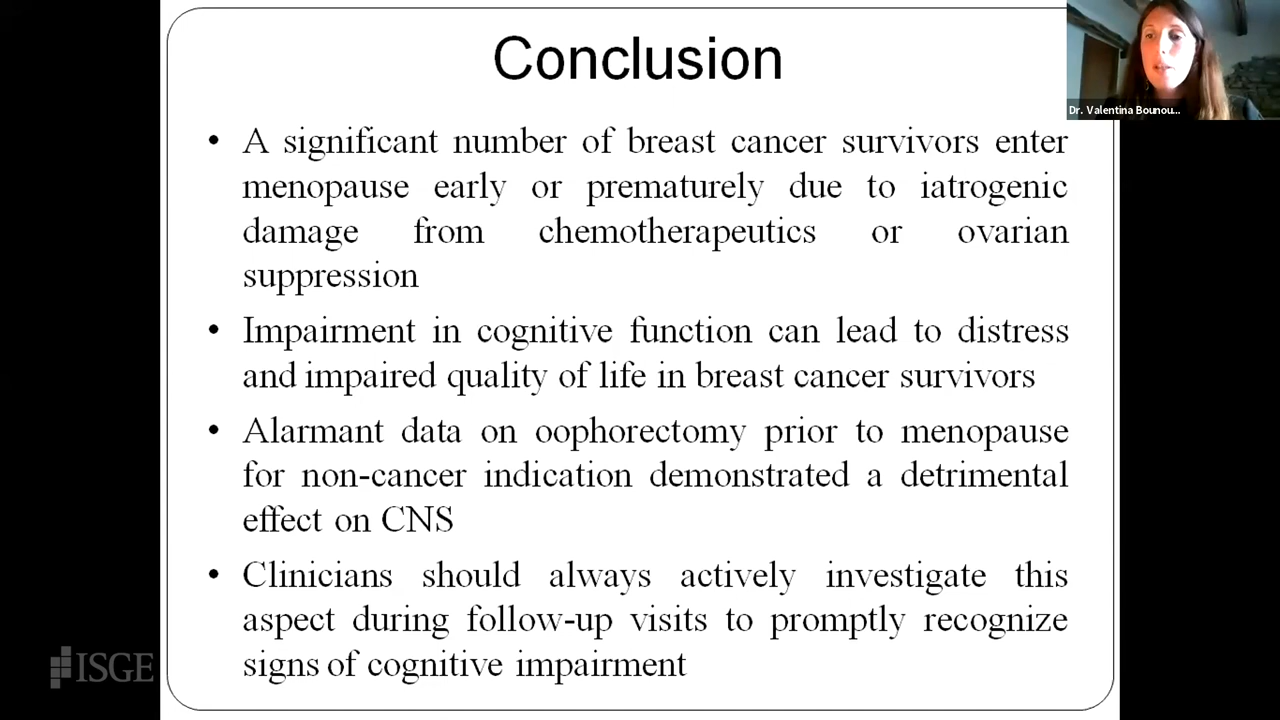 Conclusion
Dr. Valentina Bounou...
• A significant number of breast cancer survivors enter
menopause early or prematurely due to iatrogenic
damage from chemotherapeutics or ovarian
suppression
• Impairment in cognitive function can lead to distress
and impaired quality of life in breast cancer survivors
• Alarmant data on oophorectomy prior to menopause
for non-cancer indication demonstrated a detrimental
effect on CNS
• Clinicians should always actively investigate this
aspect during follow-up visits to promptly recognize
signs of cognitive impairment
ISGE